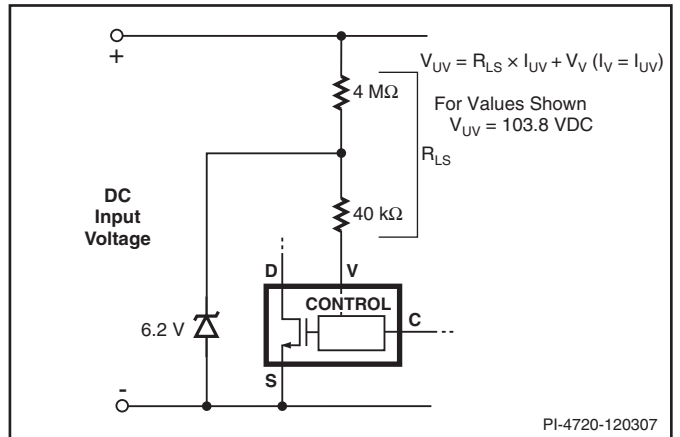 +
V_UV = R_LS × I_UV + V_V (I_V = I_UV)
4 MΩ
For Values Shown
V_UV = 103.8 VDC
R_LS
DC
Input
Voltage
40 kΩ
D
V
CONTROL
C
6.2 V
S
-
PI-4720-120307